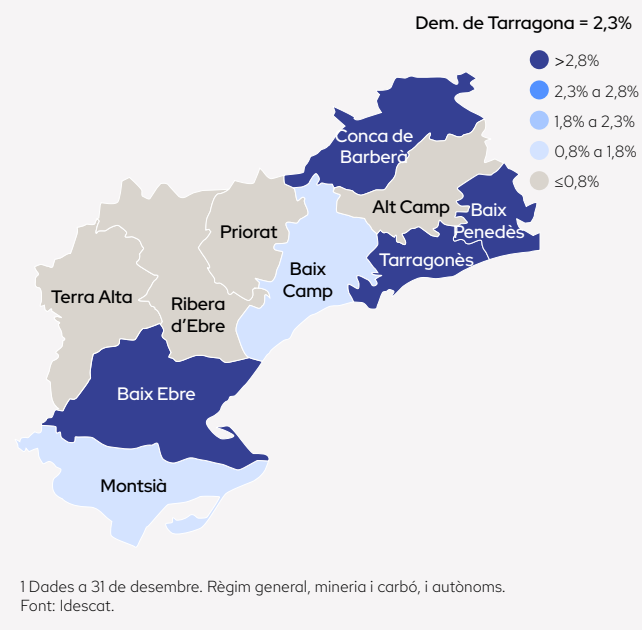 Dem. de Tarragona = 2,3%
>2,8%
2,3% a 2,8%
1,8% a 2,3%
0,8% a 1,8%
≤0,8%
Conca de
Barberà
Alt Camp
Baix
Penedès
Priorat
Tarragonès
Baix
Camp
Terra Alta
Ribera
d'Ebre
Baix Ebre
Montsià
1 Dades a 31 de desembre. Règim general, mineria i carbó, i autònoms.
Font: Idescat.